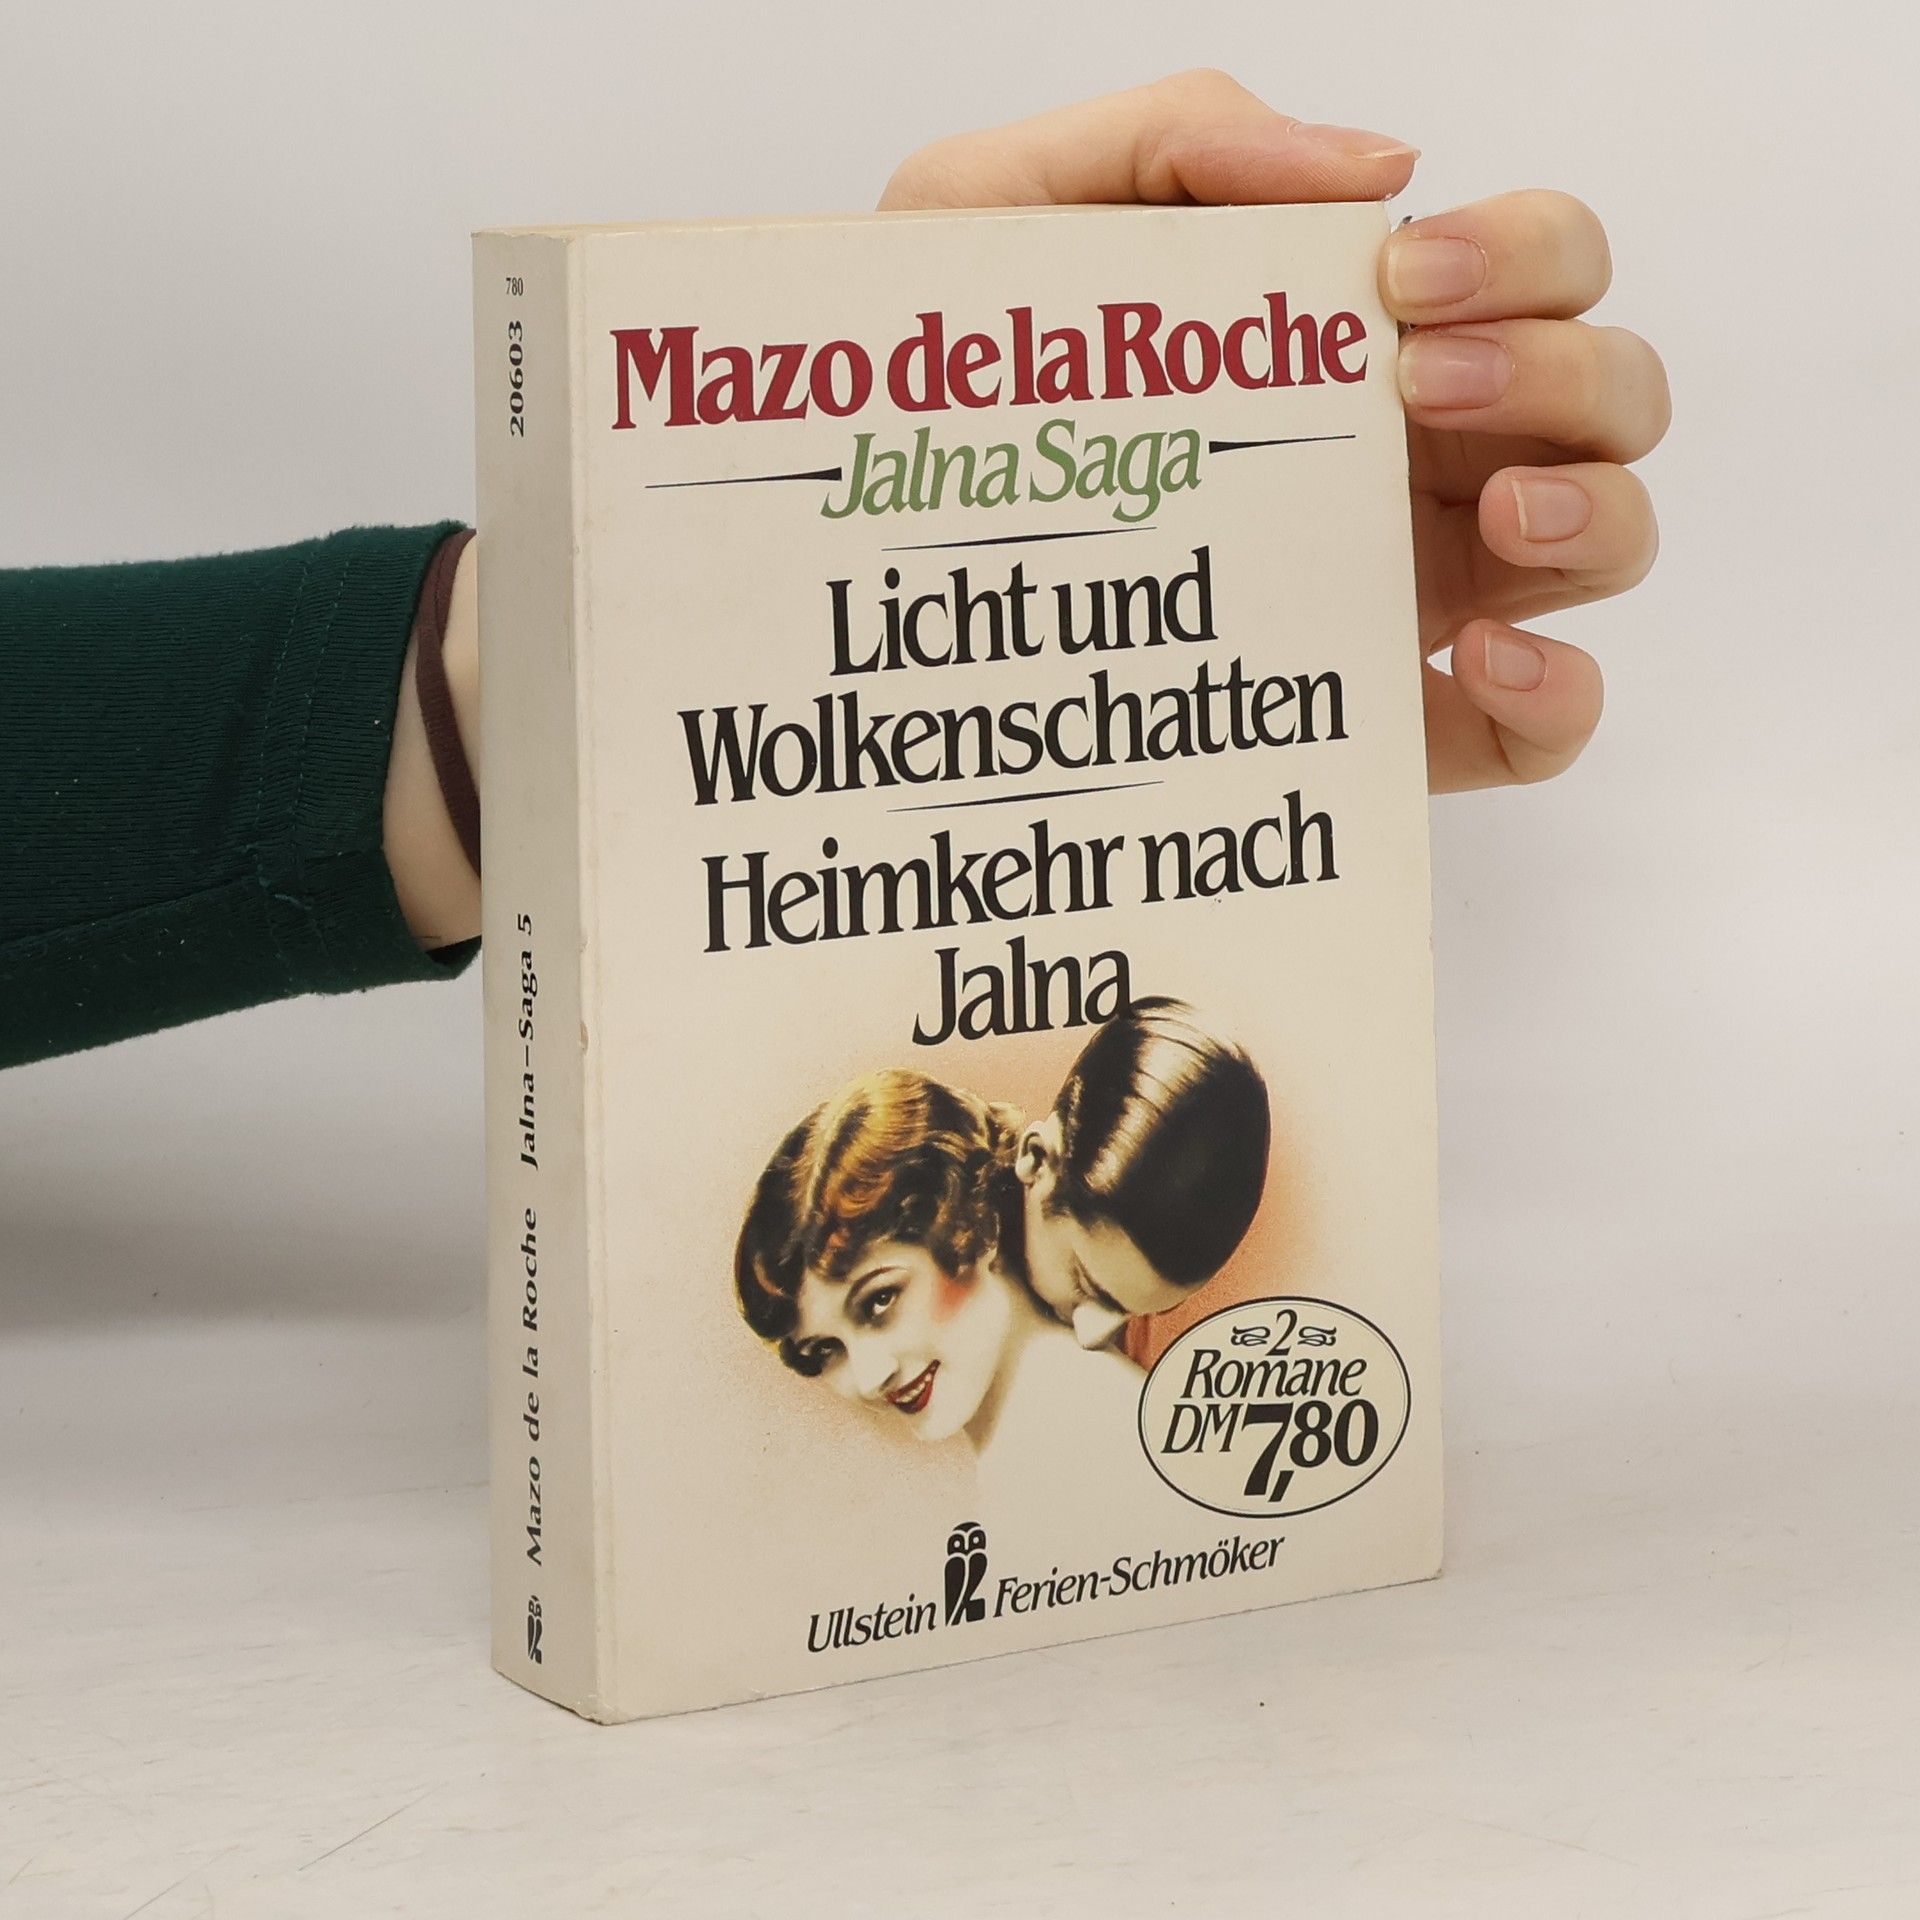 780
20603
Jalna-Saga 5
Mazo de la Roche
Mazo de la Roche
Jalna Saga
Licht und
Wolkenschatten
Heimkehr nach
Jalna
2
Romane
DM 7,80
Ullstein Ferien-Schmöker